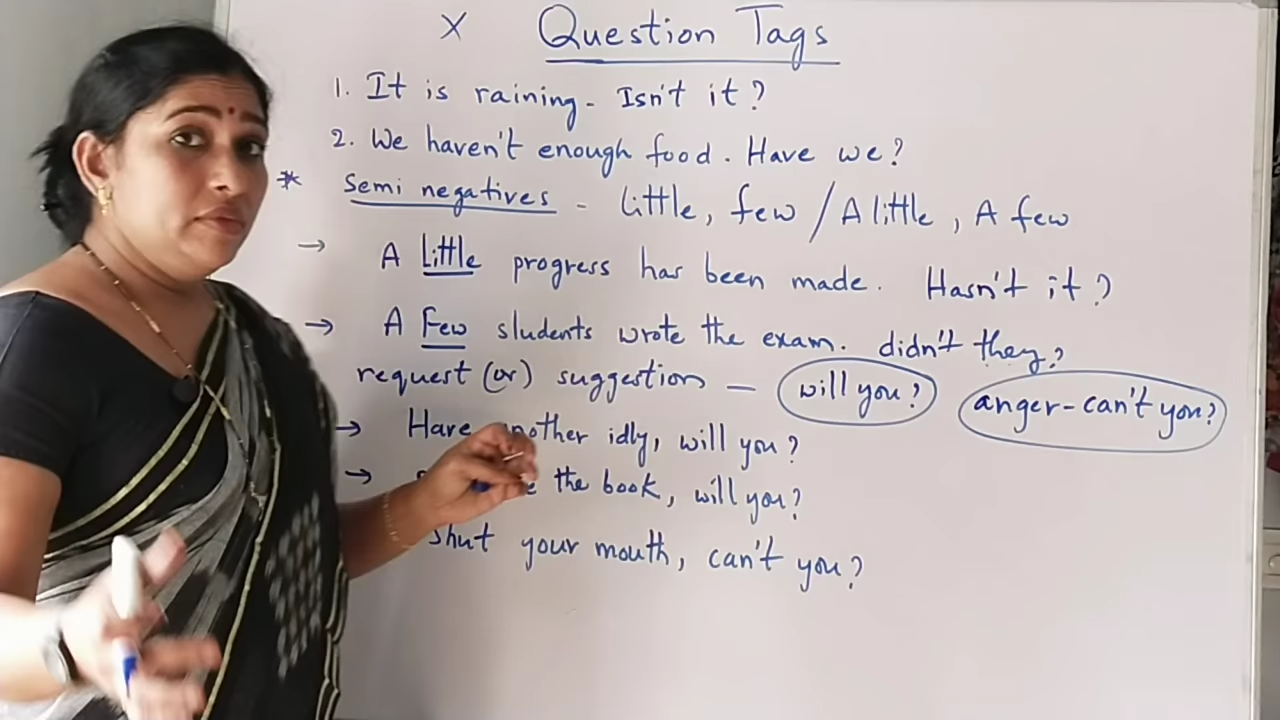 X Question Tags
1. It is raining - Isn't it?
2. We haven't enough food. Have we?
* Semi negatives - little, few / A little, A few
→ A Little progress has been made. Hasn't it?
→ A Few students wrote the exam. didn't they?
request (or) suggestion — will you? anger - can't you?
→ Have another idly, will you?
→ the book, will you?
shut your mouth, can't you?